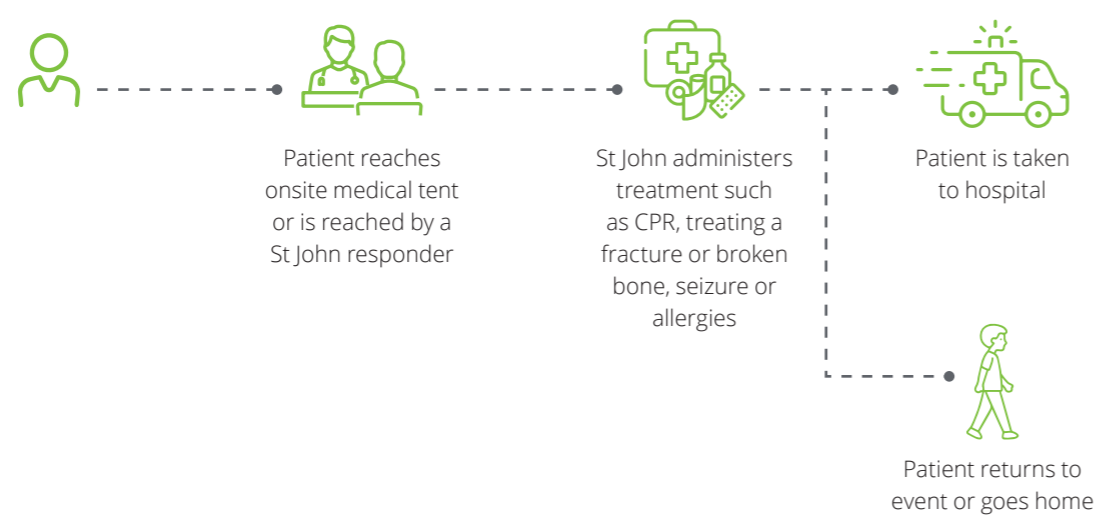 Patient reaches
onsite medical tent
or is reached by a
St John responder
St John administers
treatment such
as CPR, treating a
fracture or broken
bone, seizure or
allergies
Patient is taken
to hospital
Patient returns to
event or goes home